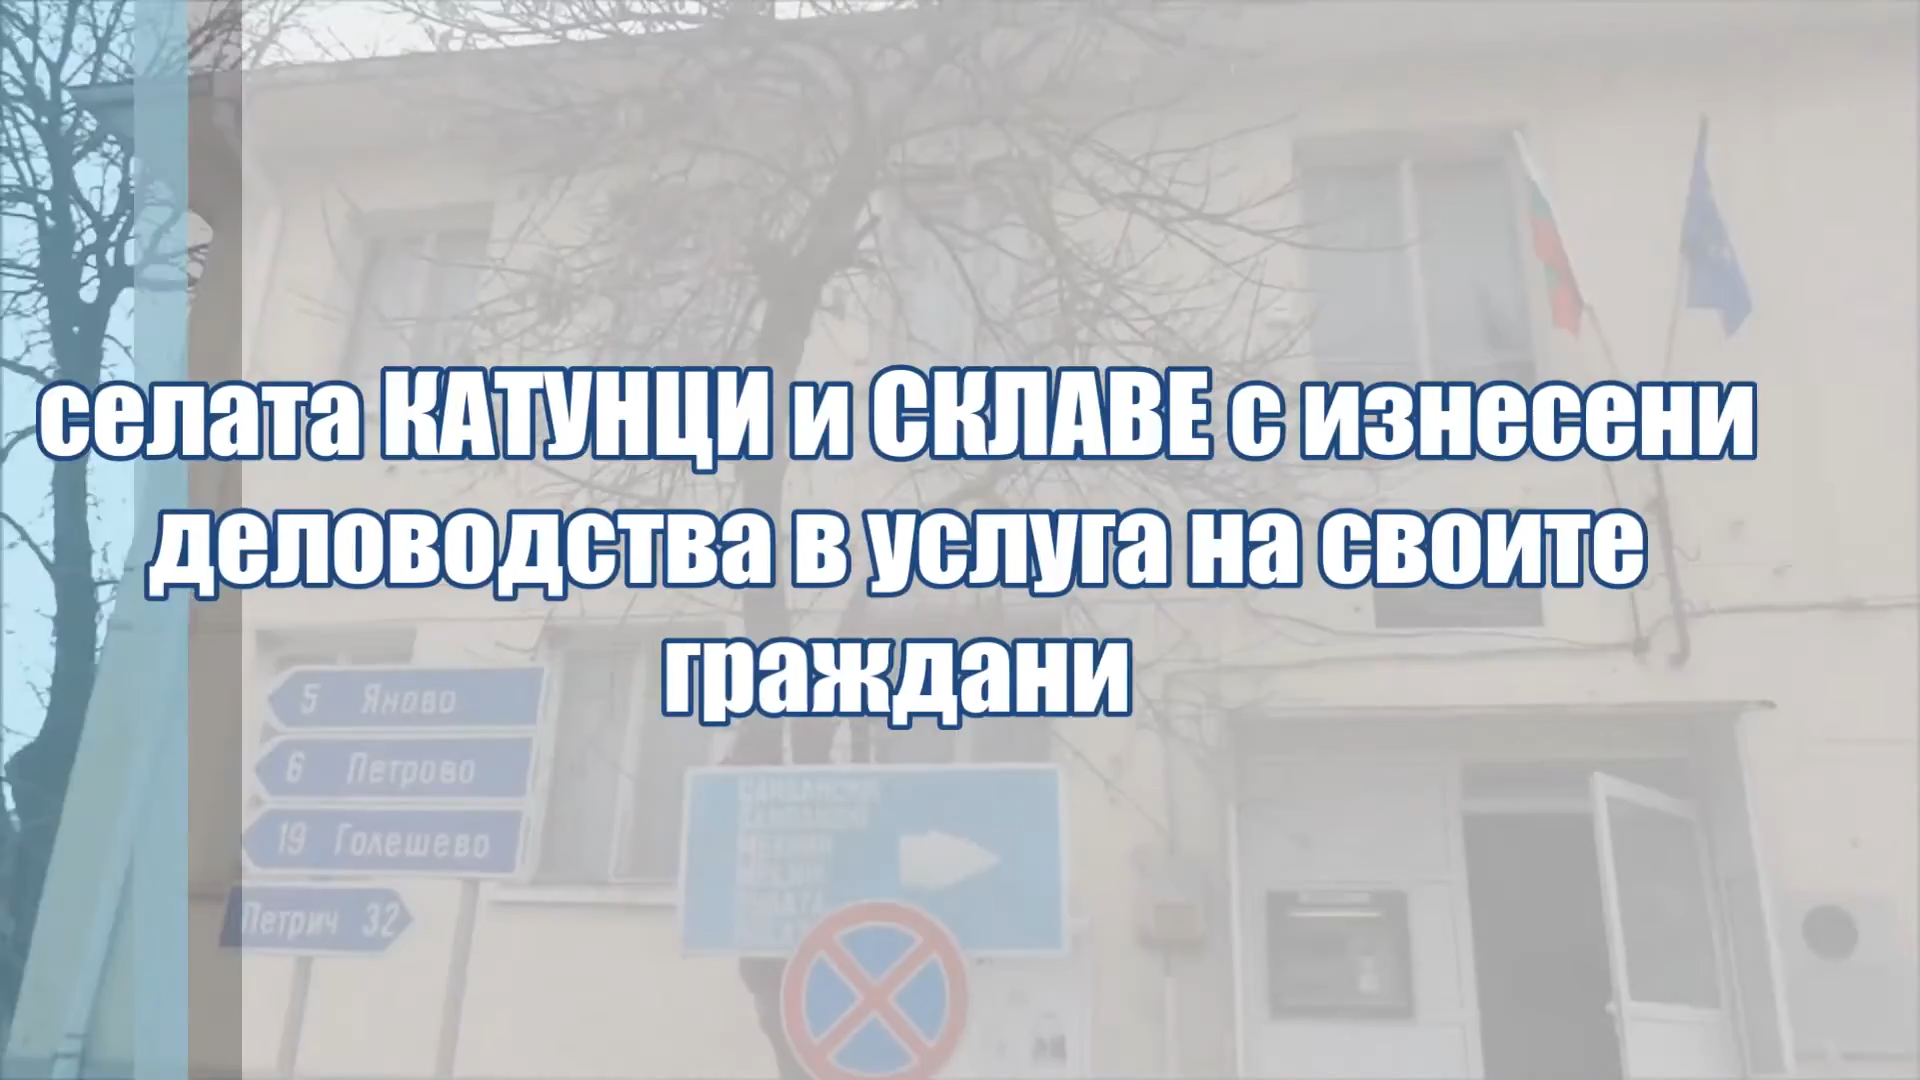 селата КАТУНЦИ и СКЛАВЕ с изнесени
деловодства в услуга на своите
граждани
5 Яново
6 Петрово
19 Голешево
Петрич 32